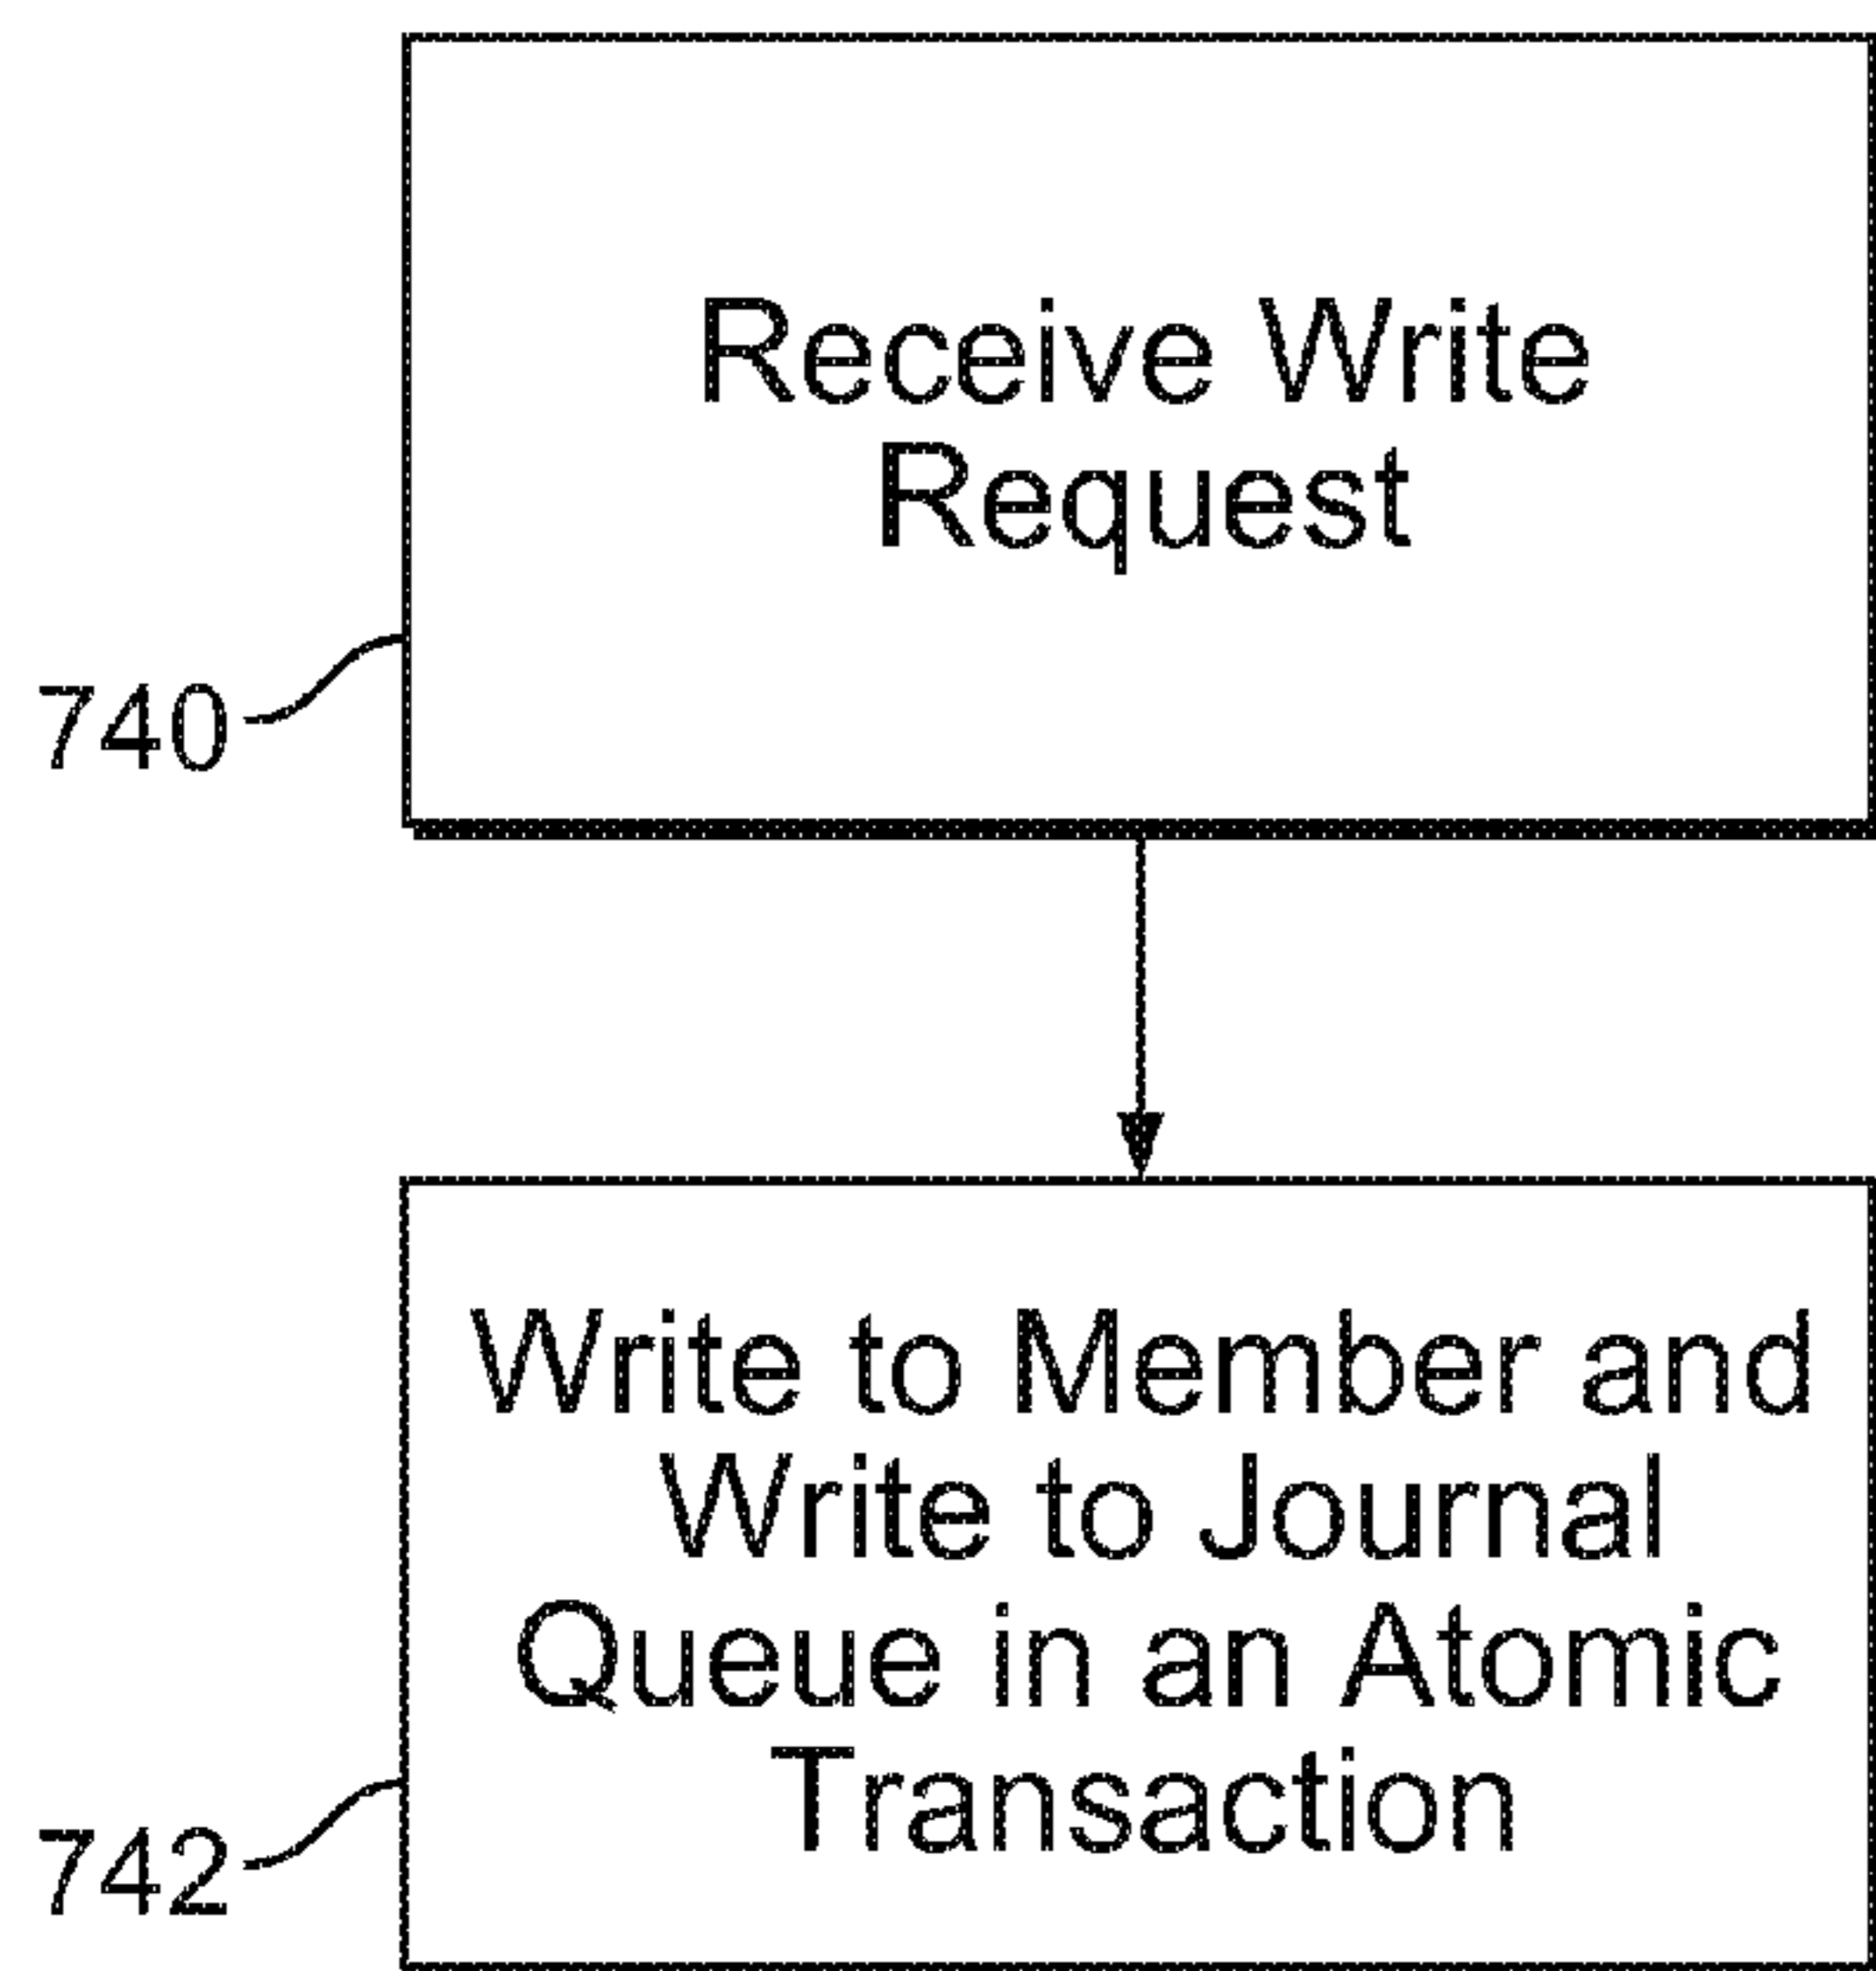 Receive Write
Request
740
Write to Member and
Write to Journal
Queue in an Atomic
Transaction
742